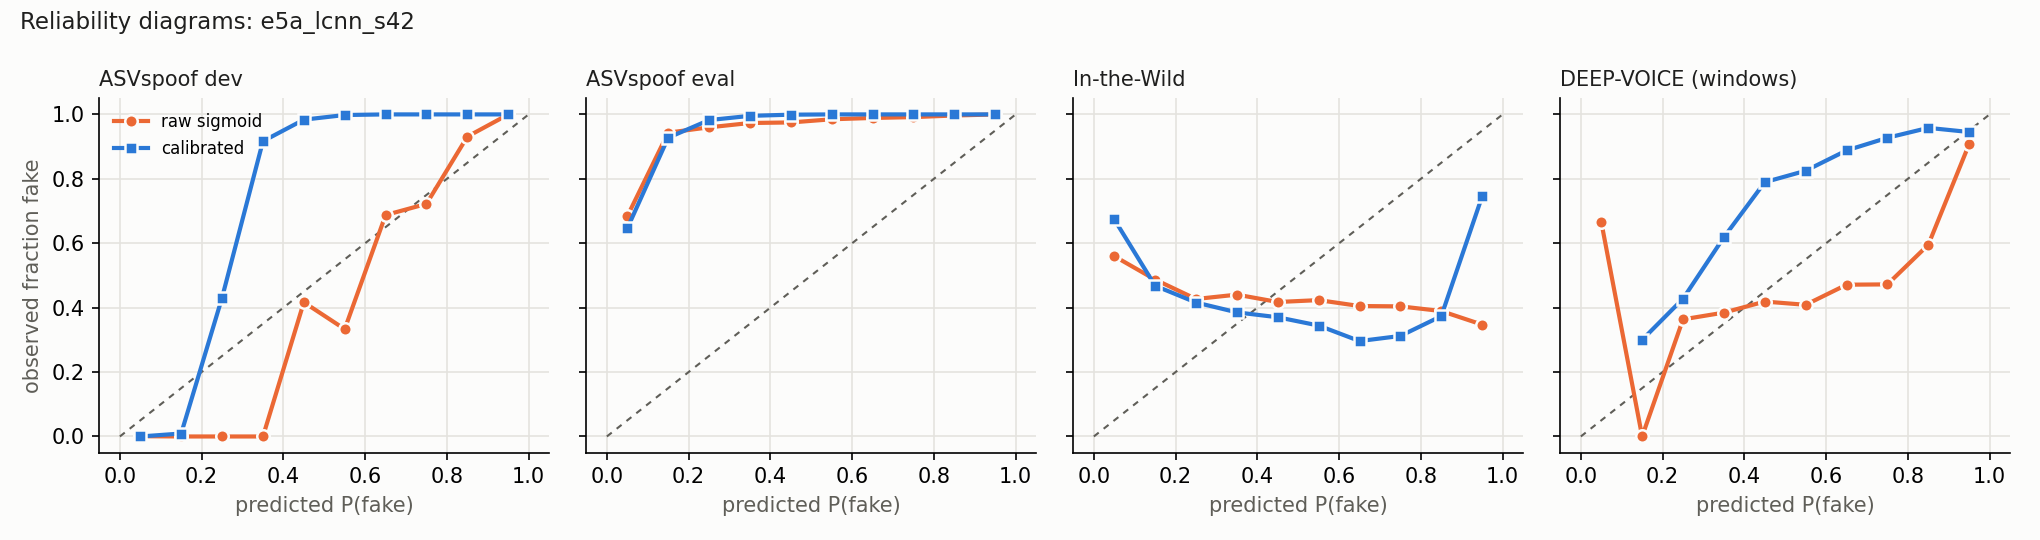 Reliability diagrams: e5a_lcnn_s42
ASVspoof dev
ASVspoof eval
In-the-Wild
DEEP-VOICE (windows)
observed fraction fake
1.0
0.8
0.6
0.4
0.2
0.0
raw sigmoid
calibrated
0.0 0.2 0.4 0.6 0.8 1.0
0.0 0.2 0.4 0.6 0.8 1.0
0.0 0.2 0.4 0.6 0.8 1.0
0.0 0.2 0.4 0.6 0.8 1.0
predicted P(fake)
predicted P(fake)
predicted P(fake)
predicted P(fake)